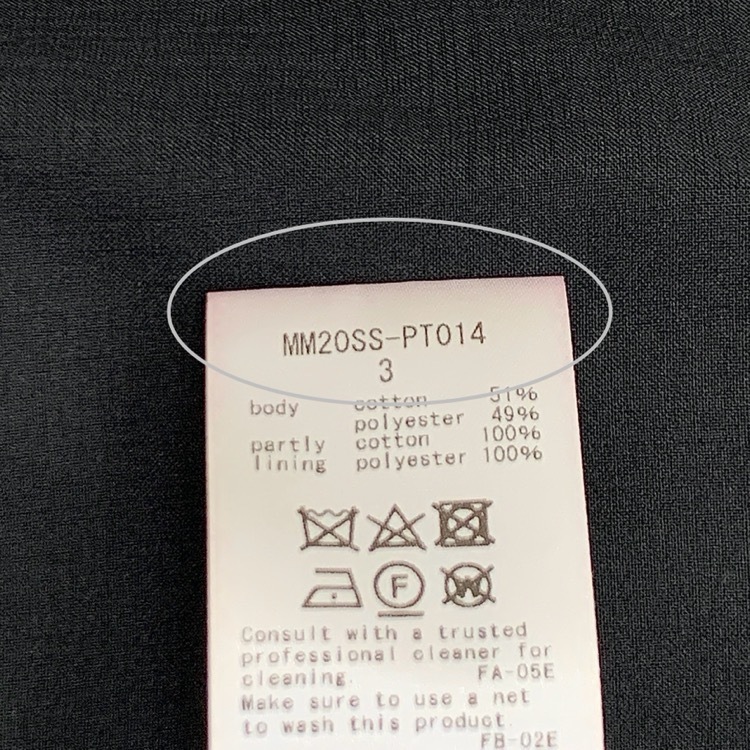 MM20SS-PT014
3
body cotton 51%
polyester 49%
partly cotton 100%
lining polyester 100%
F W
Consult with a trusted
professional cleaner for
cleaning. FA-05E
Make sure to use a net
to wash this product.
FB-02E